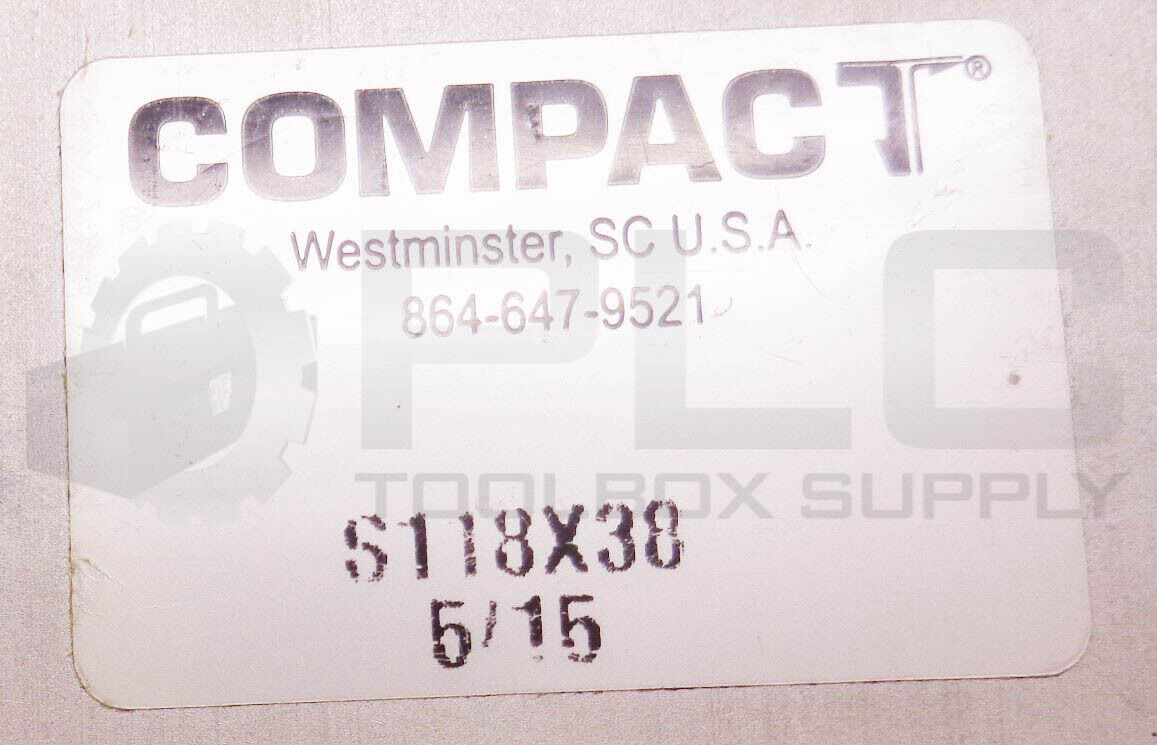 COMPACT®
Westminster, SC U.S.A.
864-647-9521
PLC
TOOLBOX SUPPLY
S118X38
5/15